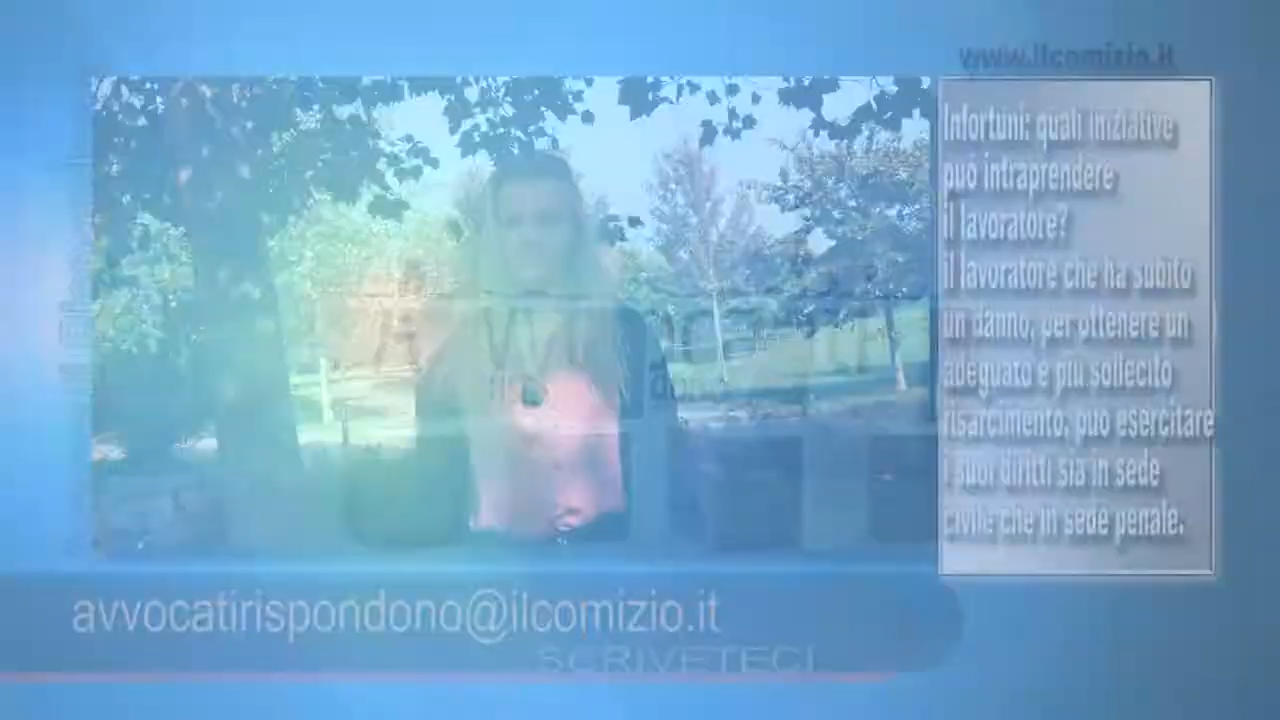 www.ilcomizio.it
Infortuni: quali iniziative
può intraprendere
il lavoratore?
il lavoratore che ha subito
un danno, per ottenere un
adeguato e più sollecito
risarcimento, può esercitare
i suoi diritti sia in sede
civile che in sede penale.
avvocatirispondono@ilcomizio.it
SCRIVETECI